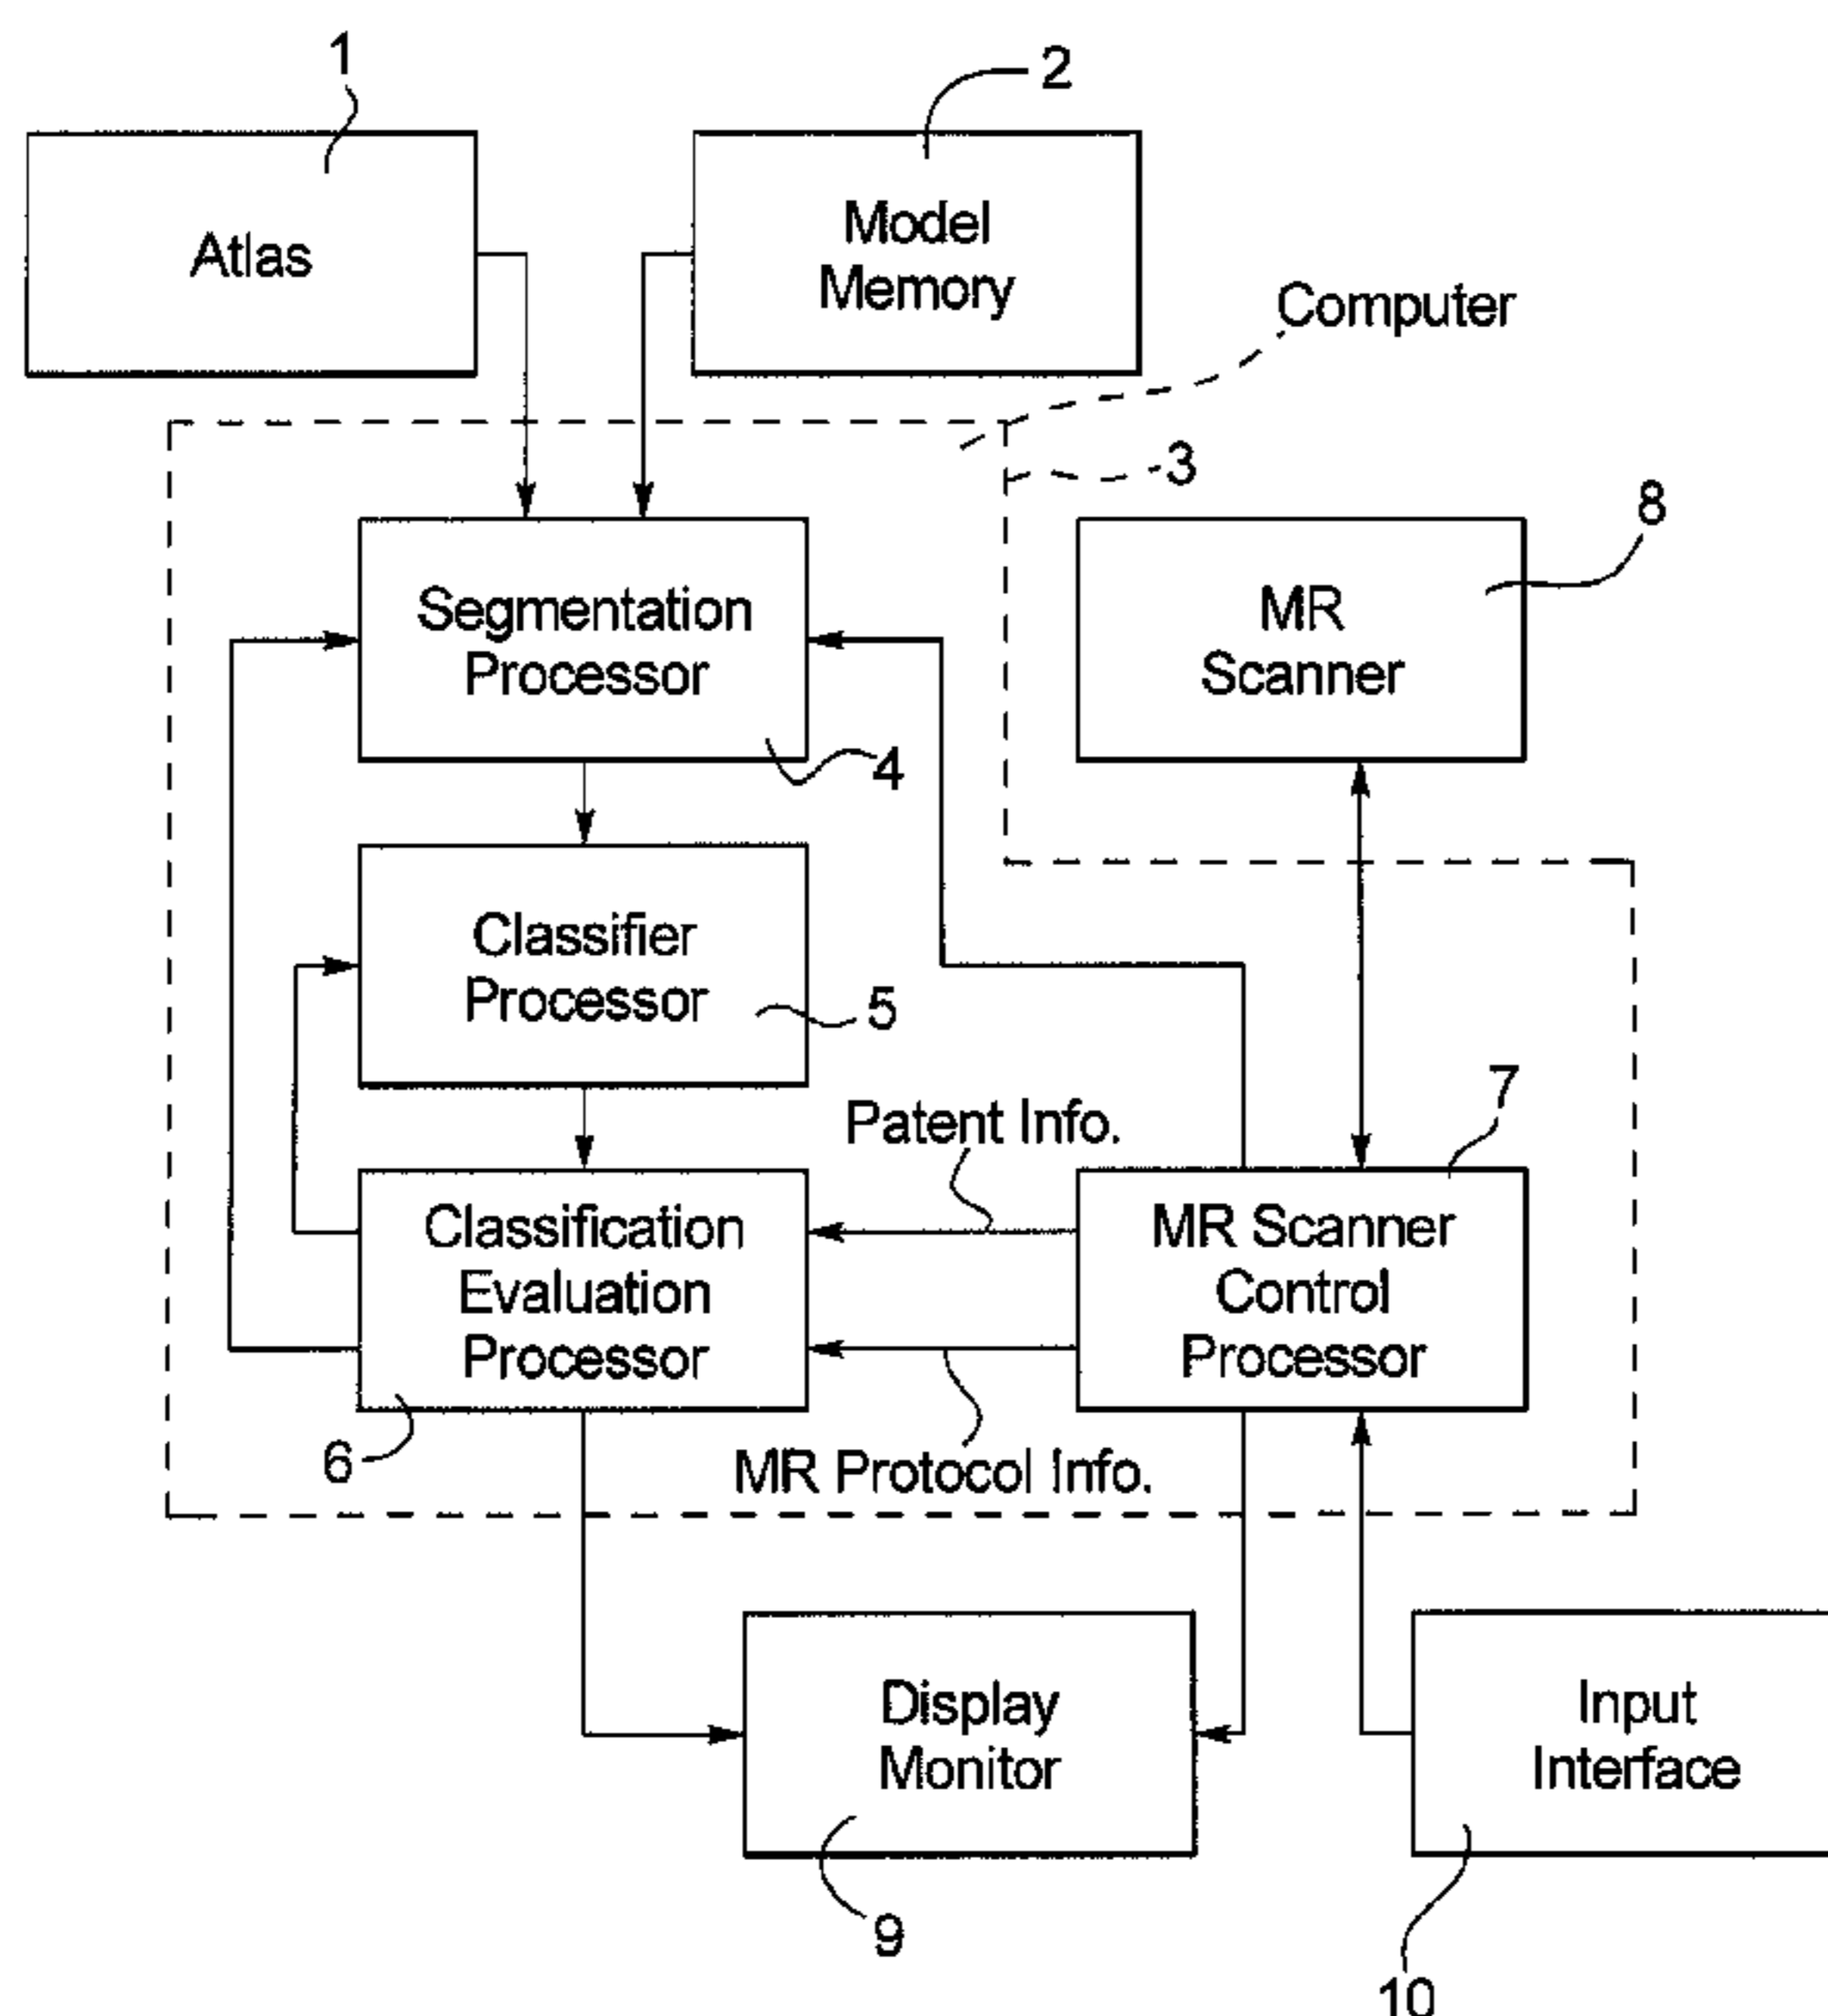 1
2
Atlas
Model
Memory
Computer
3
8
Segmentation
Processor
4
MR
Scanner
Classifier
Processor
5
7
Patent Info.
Classification
Evaluation
Processor
MR Scanner
Control
Processor
6
MR Protocol Info.
Display
Monitor
Input
Interface
9
10